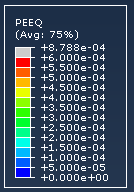 PEEQ
(Avg: 75%)
+8.788e-04
+6.000e-04
+5.500e-04
+5.000e-04
+4.500e-04
+4.000e-04
+3.500e-04
+3.000e-04
+2.500e-04
+2.000e-04
+1.500e-04
+1.000e-04
+5.000e-05
+0.000e+00